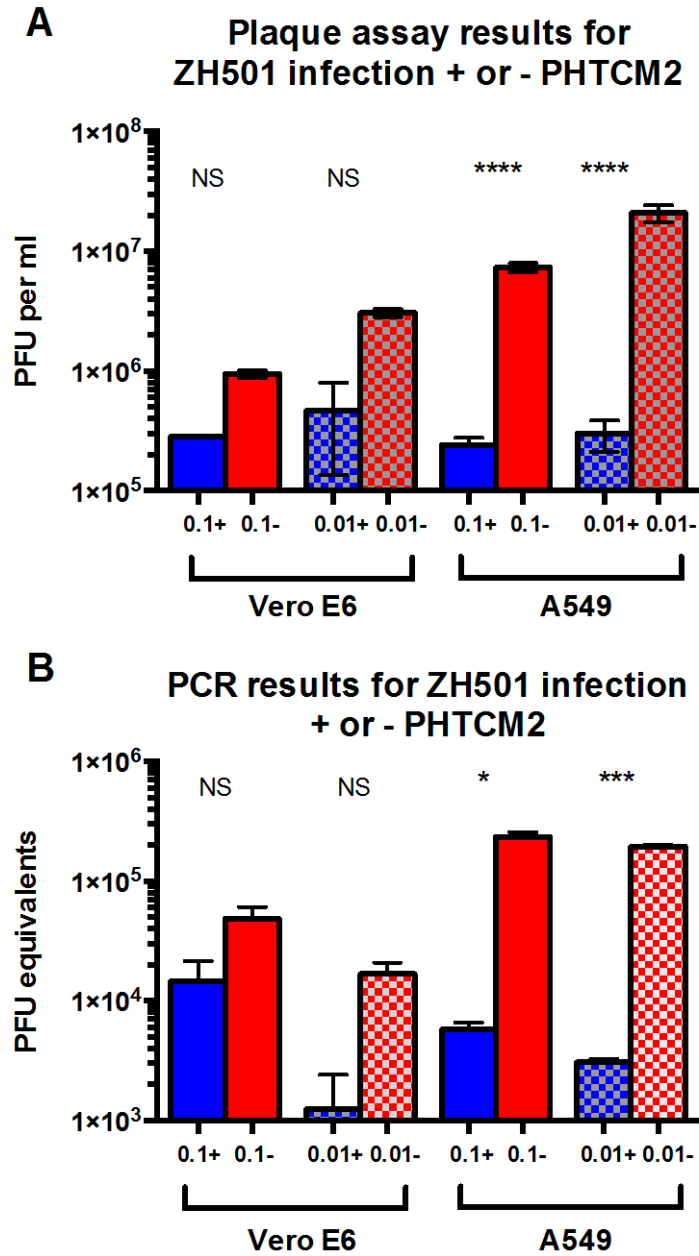 A
Plaque assay results for
ZH501 infection + or - PHTCM2
1×10⁸
1×10⁷
1×10⁶
1×10⁵
PFU per ml
NS
NS
****
****
0.1+ 0.1- 0.01+ 0.01- 0.1+ 0.1- 0.01+ 0.01-
Vero E6 A549
B
PCR results for ZH501 infection
+ or - PHTCM2
1×10⁶
1×10⁵
1×10⁴
1×10³
PFU equivalents
NS
NS
*
***
0.1+ 0.1- 0.01+ 0.01- 0.1+ 0.1- 0.01+ 0.01-
Vero E6 A549